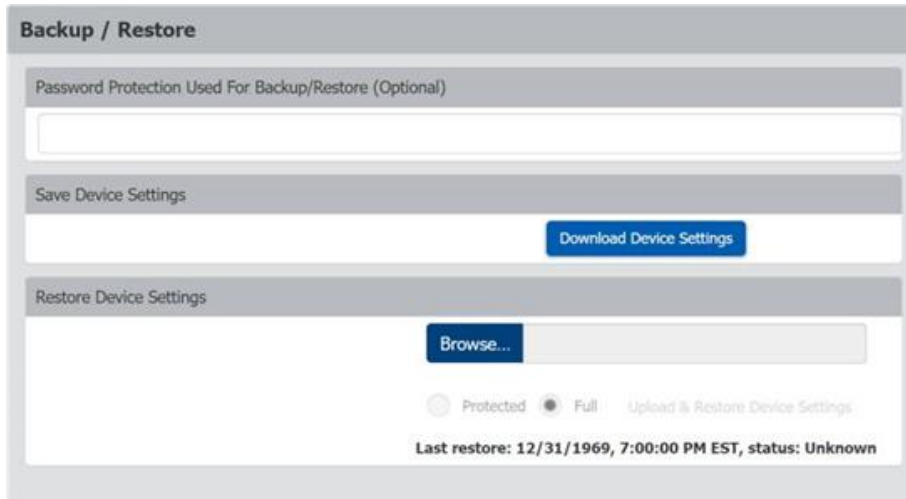 Backup / Restore
Password Protection Used For Backup/Restore (Optional)
Save Device Settings
Download Device Settings
Restore Device Settings
Browse...
Protected Full Upload & Restore Device Settings
Last restore: 12/31/1969, 7:00:00 PM EST, status: Unknown